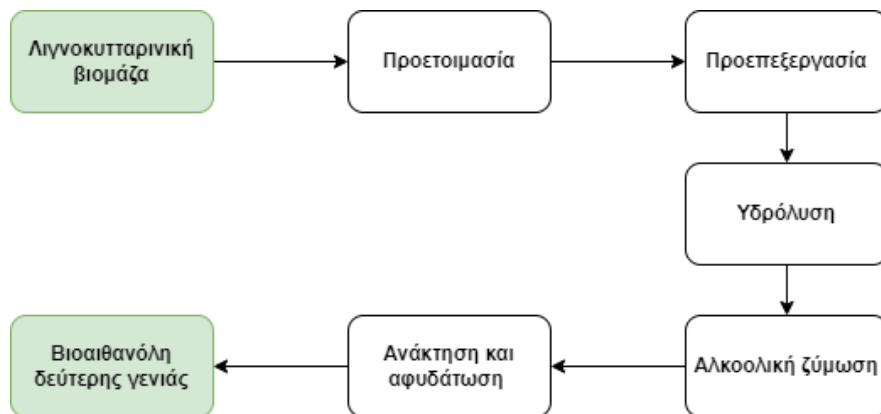 Λιγνοκυτταρινική
βιομάζα
Προετοιμασία
Προεπεξεργασία
Υδρόλυση
Αλκοολική ζύμωση
Ανάκτηση και
αφυδάτωση
Βιοαιθανόλη
δεύτερης γενιάς